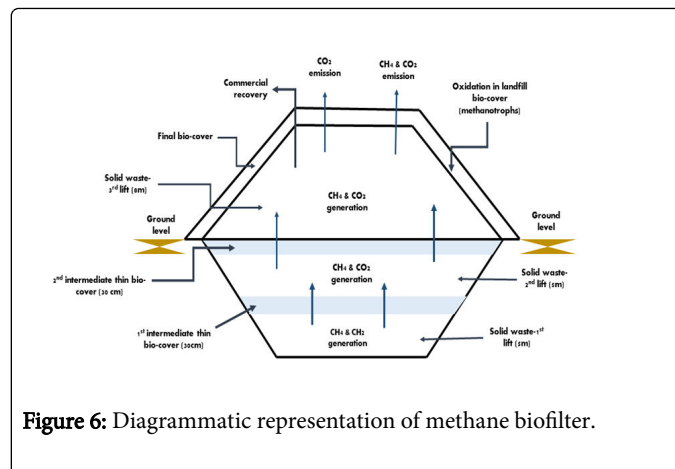 CO₂
emission
CH₄ & CO₂
emission
Commercial
recovery
Oxidation in landfill
bio-cover
(methanotrophs)
Final bio-cover
Solid waste-
3ʳᵈ lift (8m)
CH₄ & CO₂
generation
Ground
level
Ground
level
2ⁿᵈ intermediate thin bio-
cover (30 cm)
CH₄ & CO₂
generation
Solid waste-
2ⁿᵈ lift (5m)
1ˢᵗ intermediate thin
bio-cover (30cm)
CH₄ & CH₂
generation
Solid waste-1ˢᵗ
lift (5m)
Figure 6: Diagrammatic representation of methane biofilter.